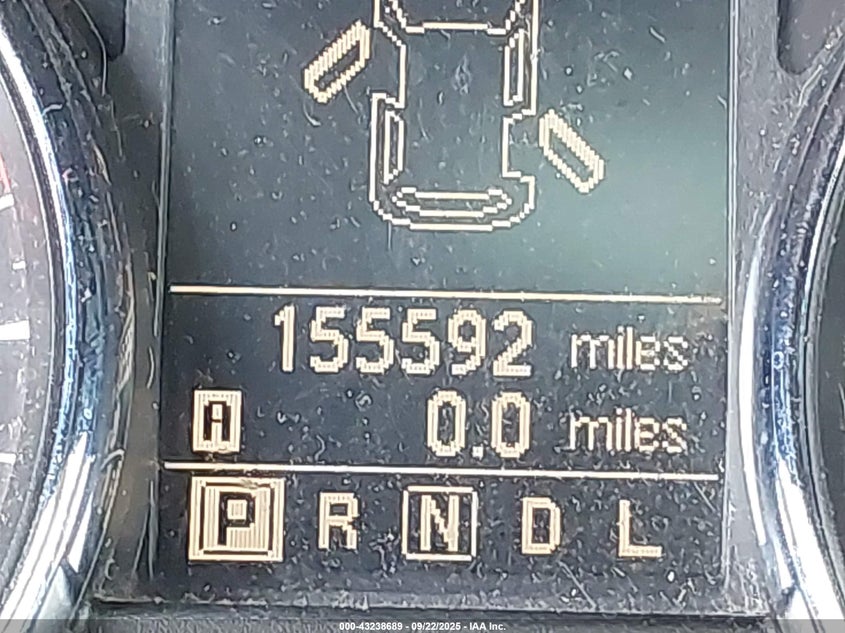 155592 miles
A 0.0 miles
P R N D L
000-43238689 - 09/22/2025 - IAA Inc.